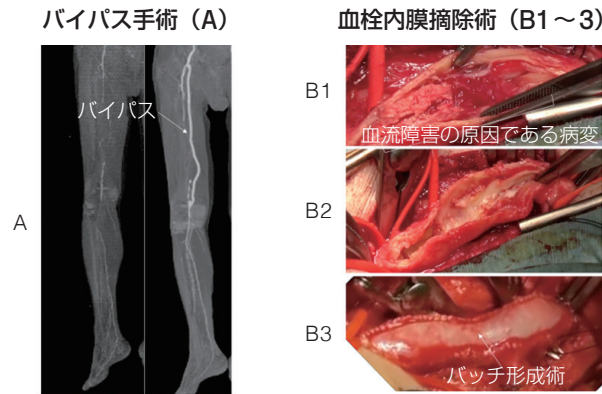 バイパス手術（A）
血栓内膜摘除術（B1～3）
バイパス
A
B1
血流障害の原因である病変
B2
B3
パッチ形成術